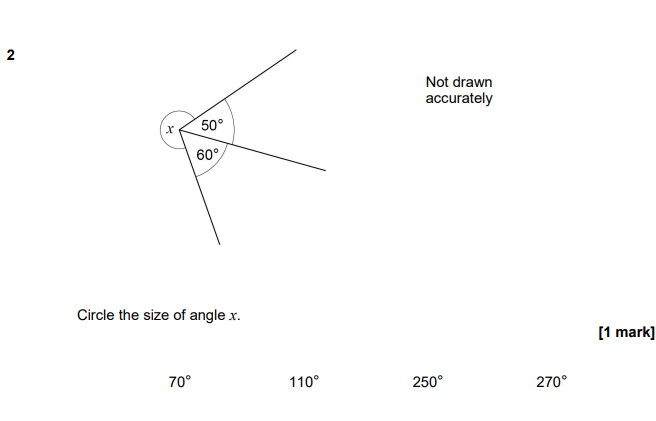 2
Not drawn
accurately
x
50°
60°
Circle the size of angle x.
[1 mark]
70° 110° 250° 270°